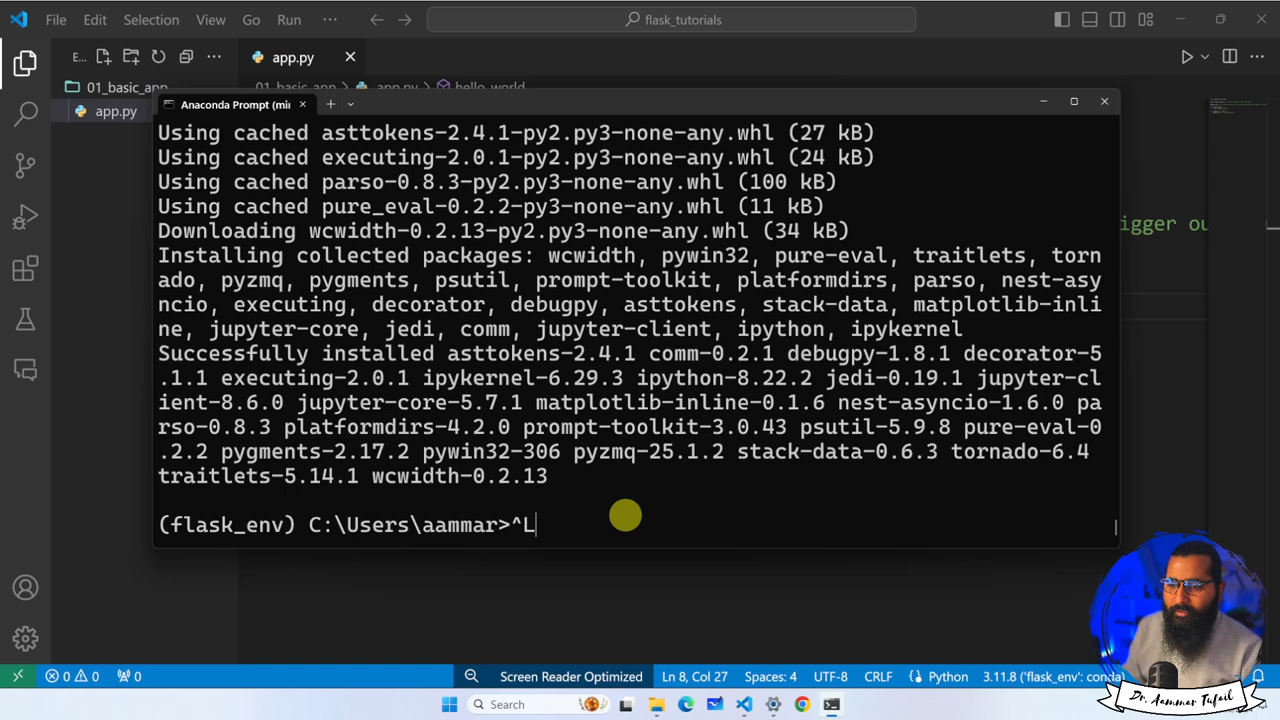 File Edit Selection View Go Run ··· flask_tutorials
E... ··· app.py
01_basic_app 01_basic_app > app.py > hello_world
app.py Anaconda Prompt (mi
Using cached asttokens-2.4.1-py2.py3-none-any.whl (27 kB)
Using cached executing-2.0.1-py2.py3-none-any.whl (24 kB)
Using cached parso-0.8.3-py2.py3-none-any.whl (100 kB)
Using cached pure_eval-0.2.2-py3-none-any.whl (11 kB)
Downloading wcwidth-0.2.13-py2.py3-none-any.whl (34 kB)
igger ou
Installing collected packages: wcwidth, pywin32, pure-eval, traitlets, torn
ado, pyzmq, pygments, psutil, prompt-toolkit, platformdirs, parso, nest-asy
ncio, executing, decorator, debugpy, asttokens, stack-data, matplotlib-inli
ne, jupyter-core, jedi, comm, jupyter-client, ipython, ipykernel
Successfully installed asttokens-2.4.1 comm-0.2.1 debugpy-1.8.1 decorator-5
.1.1 executing-2.0.1 ipykernel-6.29.3 ipython-8.22.2 jedi-0.19.1 jupyter-cl
ient-8.6.0 jupyter-core-5.7.1 matplotlib-inline-0.1.6 nest-asyncio-1.6.0 pa
rso-0.8.3 platformdirs-4.2.0 prompt-toolkit-3.0.43 psutil-5.9.8 pure-eval-0
.2.2 pygments-2.17.2 pywin32-306 pyzmq-25.1.2 stack-data-0.6.3 tornado-6.4
traitlets-5.14.1 wcwidth-0.2.13
(flask_env) C:\Users\aammar>^L
0 0 0 Screen Reader Optimized Ln 8, Col 27 Spaces: 4 UTF-8 CRLF Python 3.11.8 ('flask_env': conda)
Search
Dr. Aammar Tufail